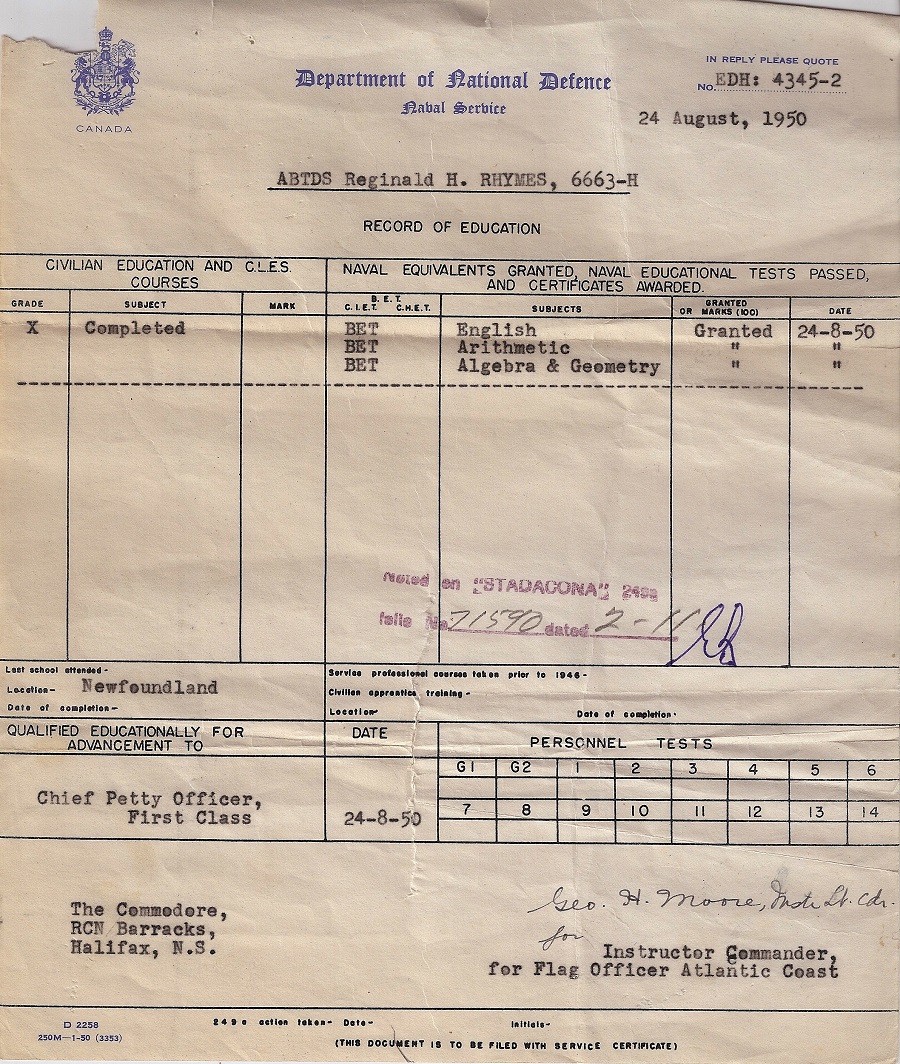 CANADA
Department of National Defence
Naval Service
IN REPLY PLEASE QUOTE
NO. EDH: 4345-2
24 August, 1950
ABTDS Reginald H. RHYMES, 6663-H
RECORD OF EDUCATION
CIVILIAN EDUCATION AND C.L.E.S. COURSES
NAVAL EQUIVALENTS GRANTED, NAVAL EDUCATIONAL TESTS PASSED, AND CERTIFICATES AWARDED.
GRADE SUBJECT MARK B.E.T. C.I.E.T. C.H.E.T. SUBJECTS GRANTED OR MARKS (100) DATE
X Completed BET English Granted 24-8-50
BET Arithmetic " "
BET Algebra & Geometry " "
Noted on "STADACONA"
folio No 71590 dated 2-11
Last school attended-
Location- Newfoundland
Date of completion-
Service professional courses taken prior to 1946-
Civilian apprentice training-
Location- Date of completion-
QUALIFIED EDUCATIONALLY FOR ADVANCEMENT TO
DATE
PERSONNEL TESTS
G1 G2 1 2 3 4 5 6
7 8 9 10 11 12 13 14
Chief Petty Officer,
First Class
24-8-50
The Commodore,
RCN Barracks,
Halifax, N.S.
Geo. H. Moore, Instr Lt. Cdr.
for
Instructor Commander,
for Flag Officer Atlantic Coast
D 2258
250M-1-50 (3353)
249a action taken- Date- Initials-
(THIS DOCUMENT IS TO BE FILED WITH SERVICE CERTIFICATE)